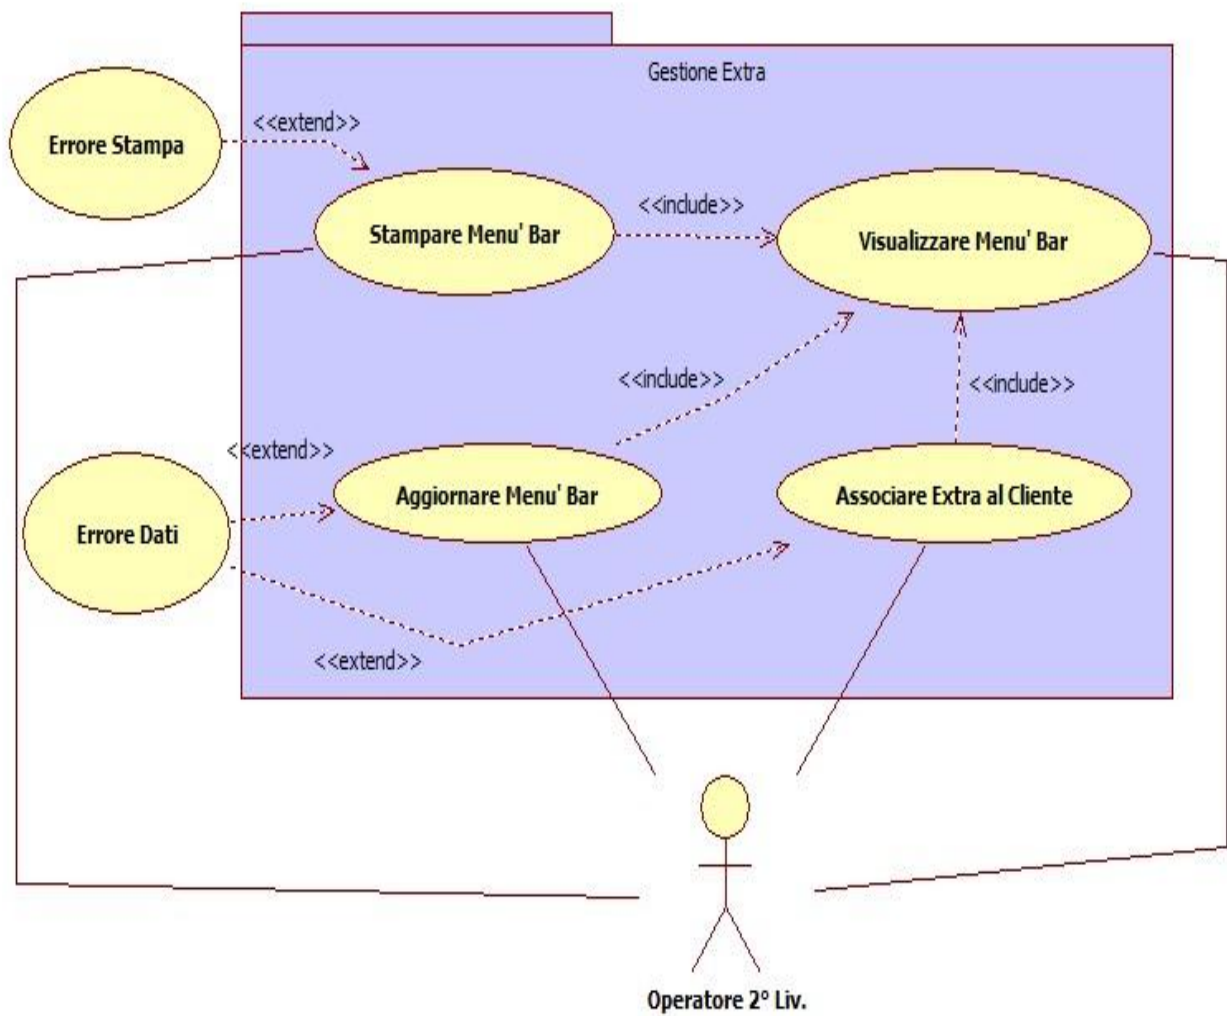 Gestione Extra
<<extend>>
Errore Stampa
<<include>>
Stampare Menu' Bar
Visualizzare Menu' Bar
<<include>>
<<include>>
<<extend>>
Aggiornare Menu' Bar
Associare Extra al Cliente
Errore Dati
<<extend>>
Operatore 2° Liv.